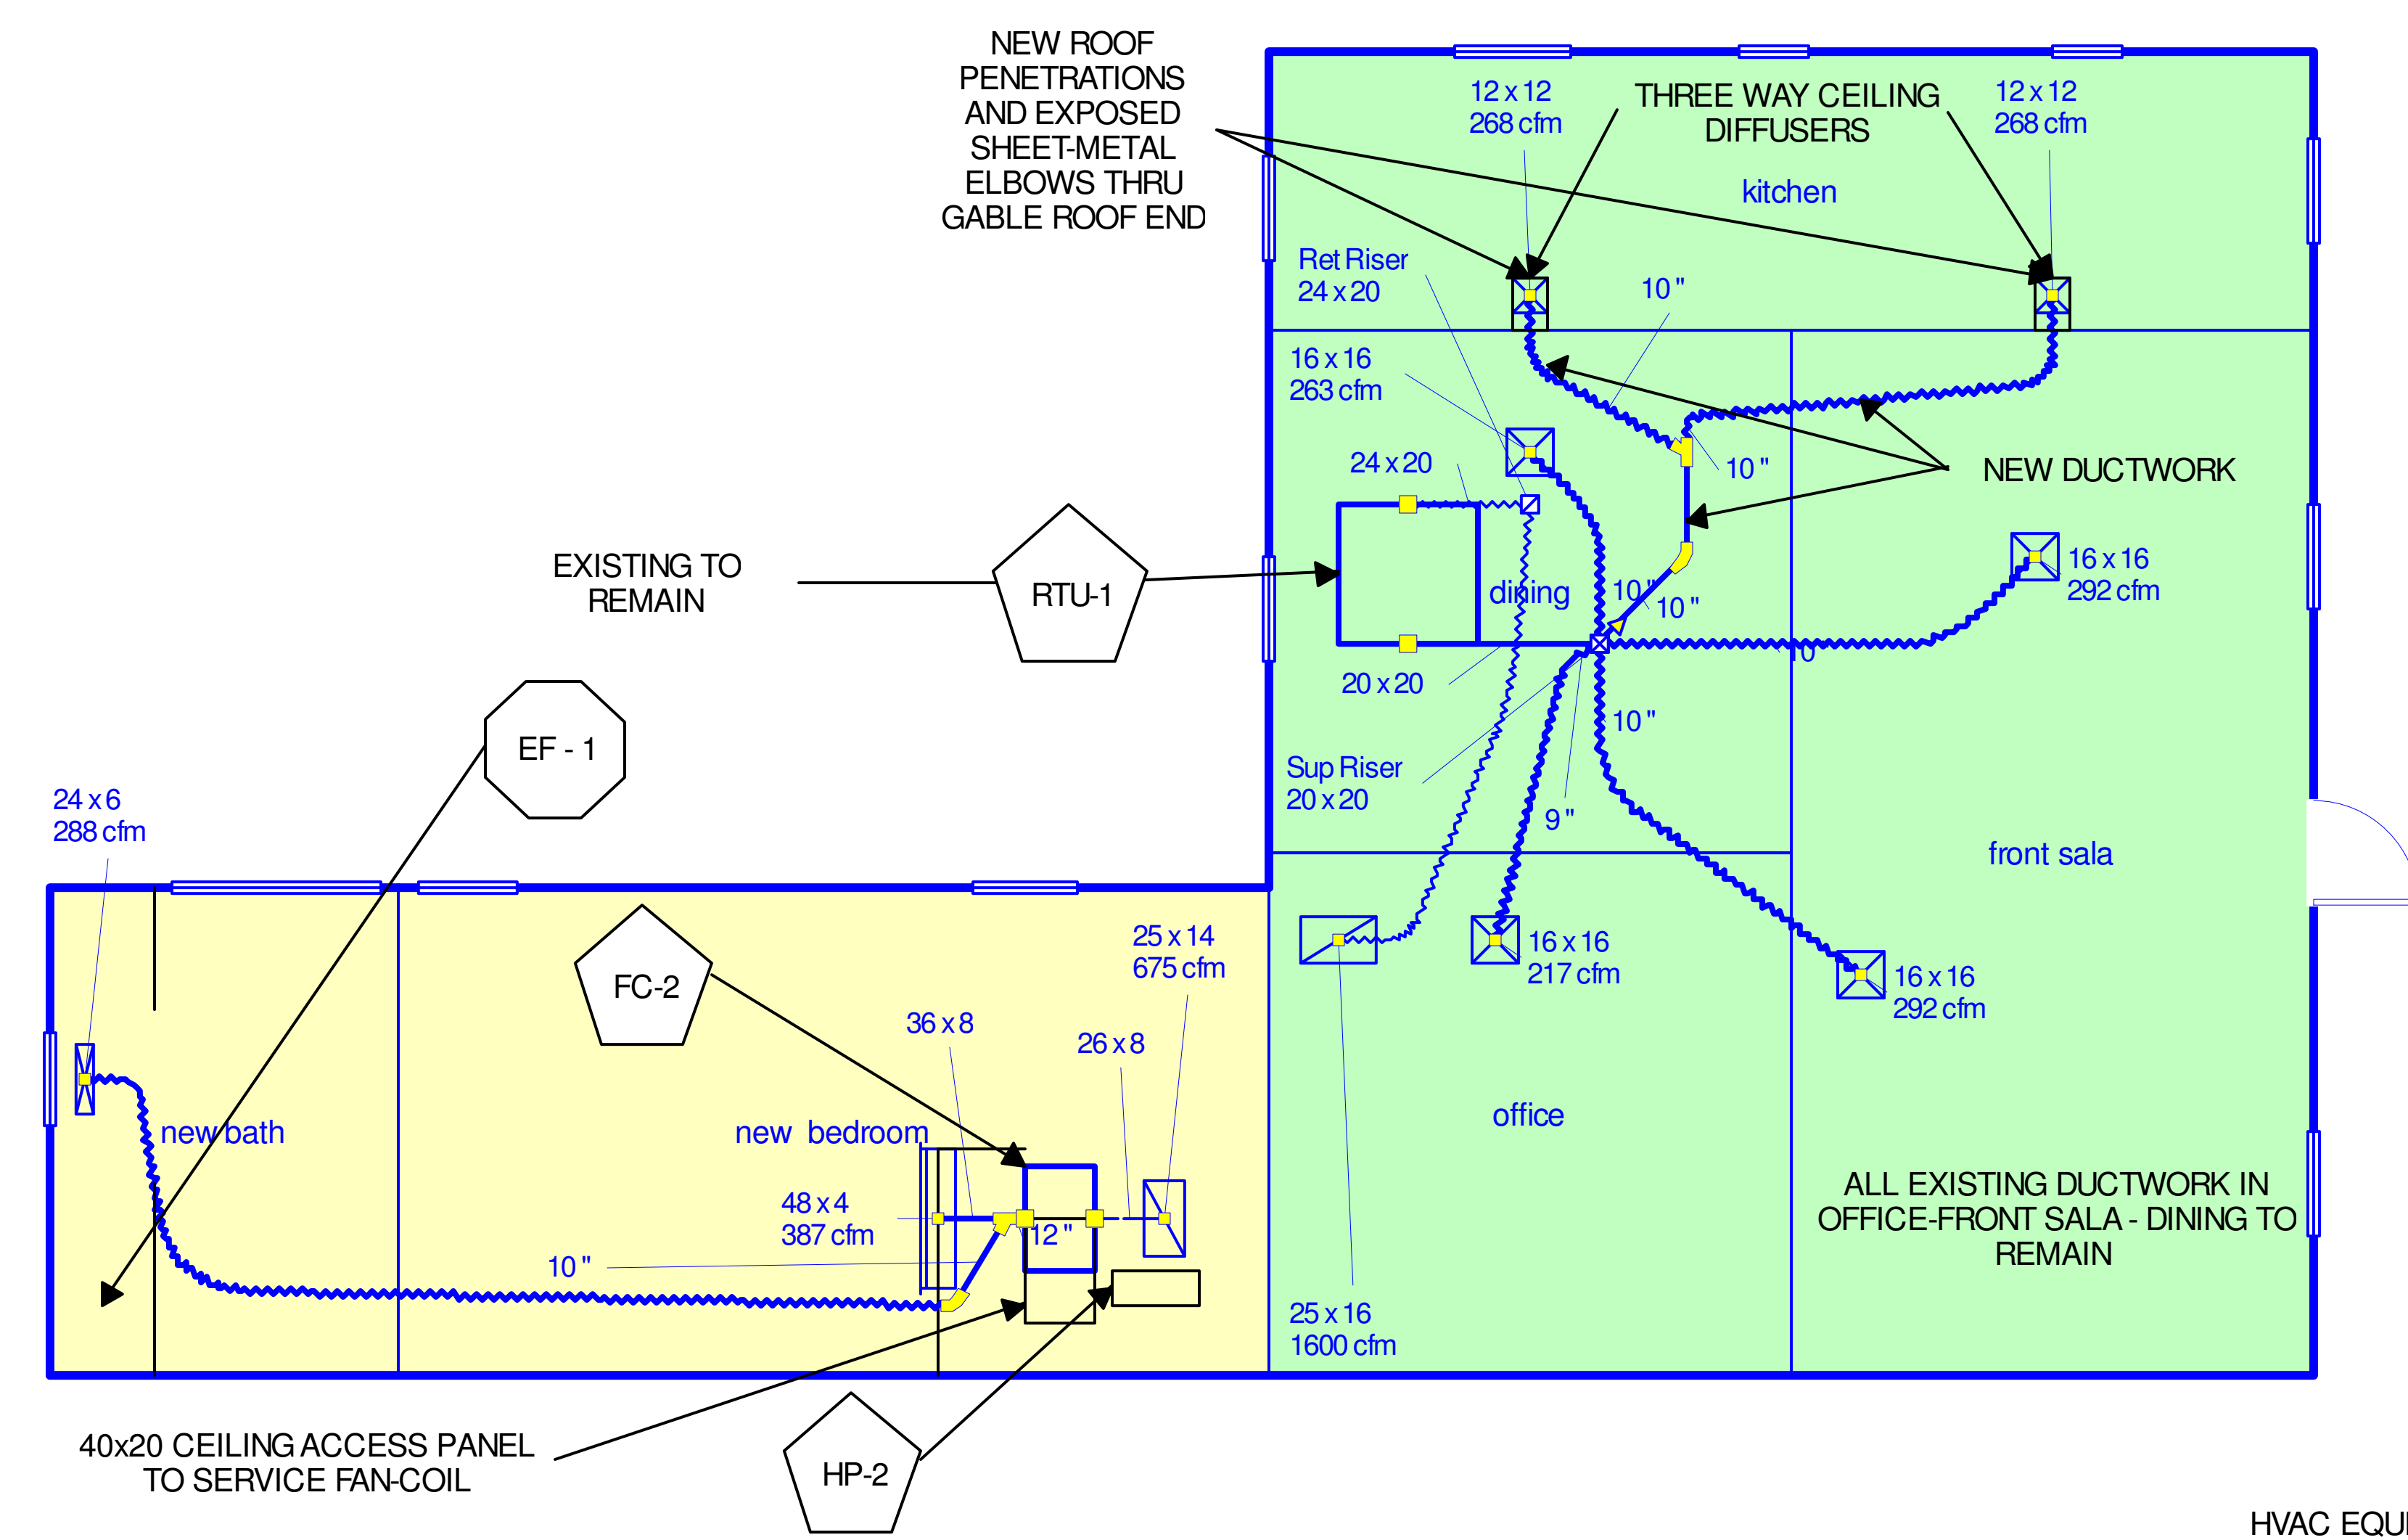 NEW ROOF
PENETRATIONS
AND EXPOSED
SHEET-METAL
ELBOWS THRU
GABLE ROOF END
12 x 12
268 cfm
THREE WAY CEILING
DIFFUSERS
12 x 12
268 cfm
kitchen
Ret Riser
24 x 20
10 "
16 x 16
263 cfm
24 x 20
10 "
NEW DUCTWORK
EXISTING TO
REMAIN
RTU-1
dining
10 "
10 "
16 x 16
292 cfm
20 x 20
10 "
EF - 1
Sup Riser
20 x 20
9 "
24 x 6
288 cfm
front sala
FC-2
25 x 14
675 cfm
16 x 16
217 cfm
16 x 16
292 cfm
36 x 8
26 x 8
new bath
new bedroom
office
48 x 4
387 cfm
12 "
10 "
ALL EXISTING DUCTWORK IN
OFFICE-FRONT SALA - DINING TO
REMAIN
25 x 16
1600 cfm
40x20 CEILING ACCESS PANEL
TO SERVICE FAN-COIL
HP-2
HVAC